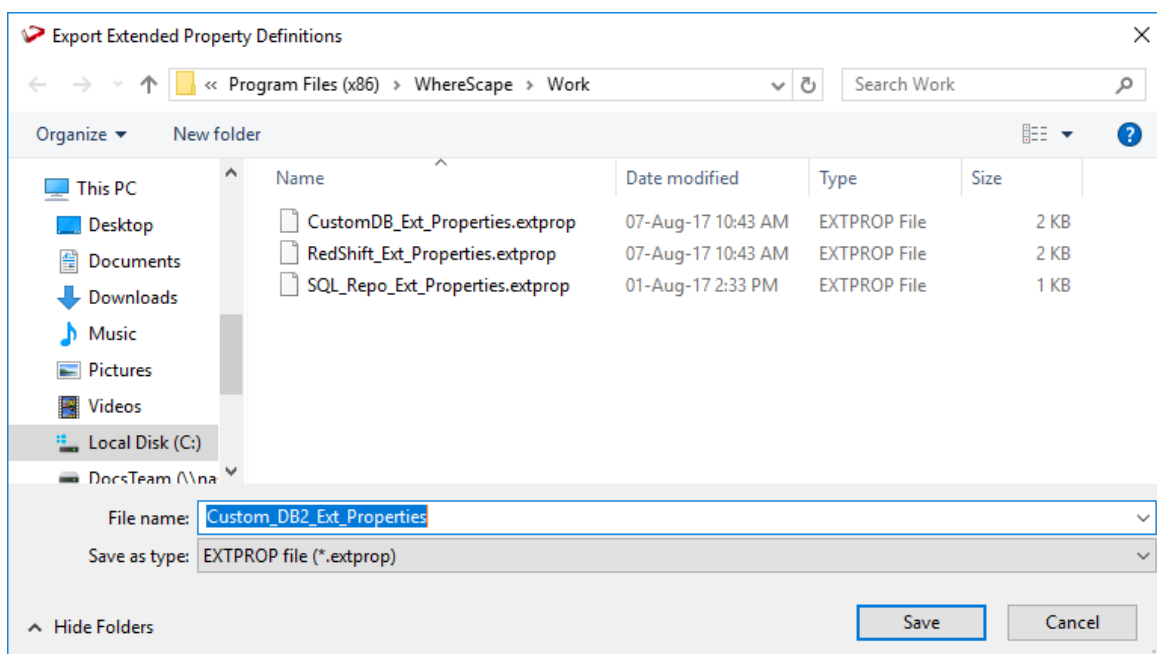 Export Extended Property Definitions
« Program Files (x86) > WhereScape > Work
Search Work
Organize
New folder
?
This PC
Desktop
Documents
Downloads
Music
Pictures
Videos
Local Disk (C:)
DocsTeam (\\na
Name Date modified Type Size
CustomDB_Ext_Properties.extprop 07-Aug-17 10:43 AM EXTPROP File 2 KB
RedShift_Ext_Properties.extprop 07-Aug-17 10:43 AM EXTPROP File 2 KB
SQL_Repo_Ext_Properties.extprop 01-Aug-17 2:33 PM EXTPROP File 1 KB
File name: Custom_DB2_Ext_Properties
Save as type: EXTPROP file (*.extprop)
Hide Folders
Save
Cancel